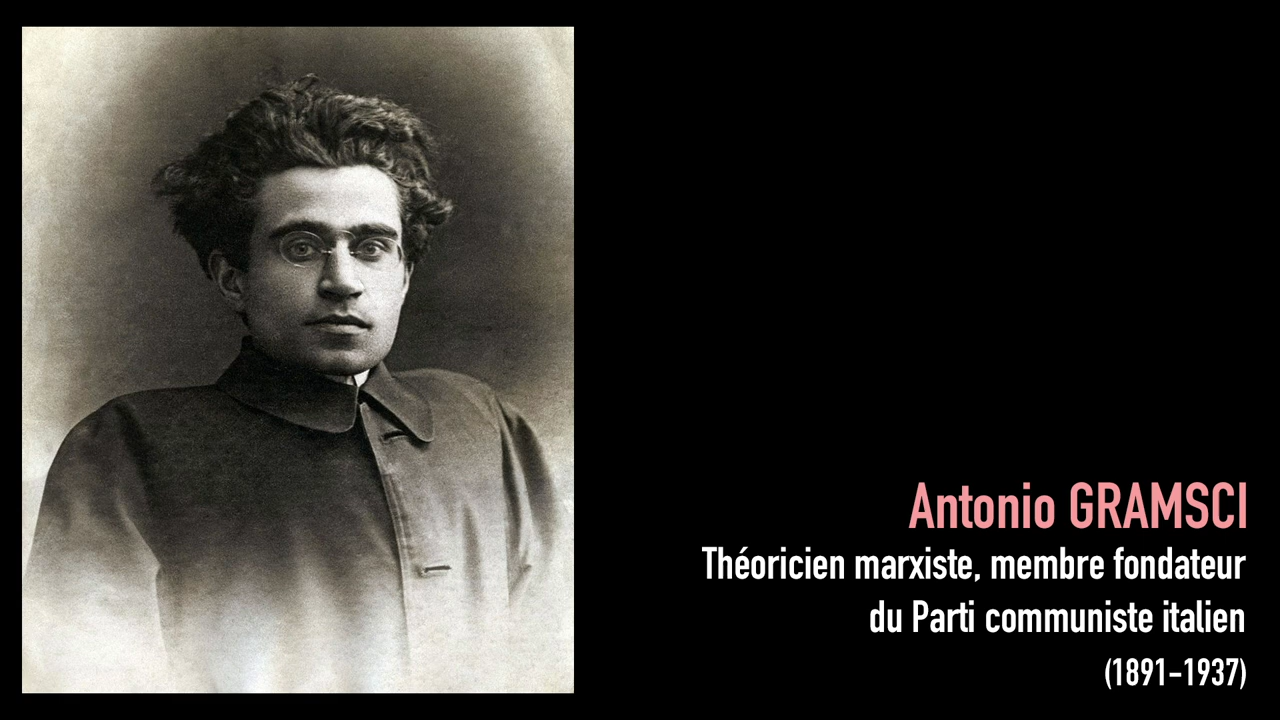 Antonio GRAMSCI
Théoricien marxiste, membre fondateur
du Parti communiste italien
(1891-1937)